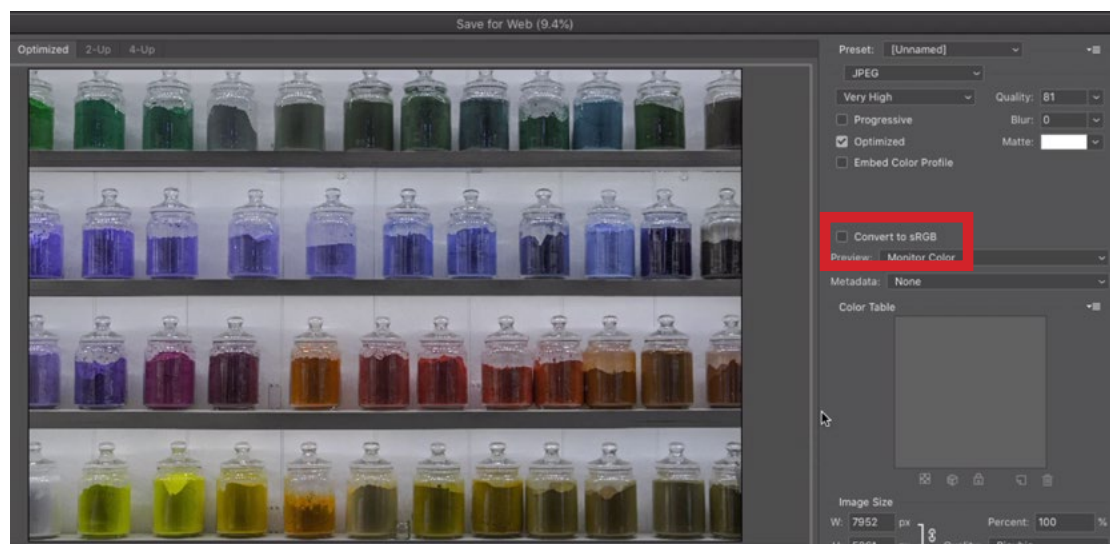 Save for Web (9.4%)
Optimized 2-Up 4-Up
Preset: [Unnamed]
JPEG
Very High Quality: 81
Progressive Blur: 0
Optimized Matte:
Embed Color Profile
Convert to sRGB
Preview: Monitor Color
Metadata: None
Color Table
Image Size
W: 7952 px Percent: 100 %